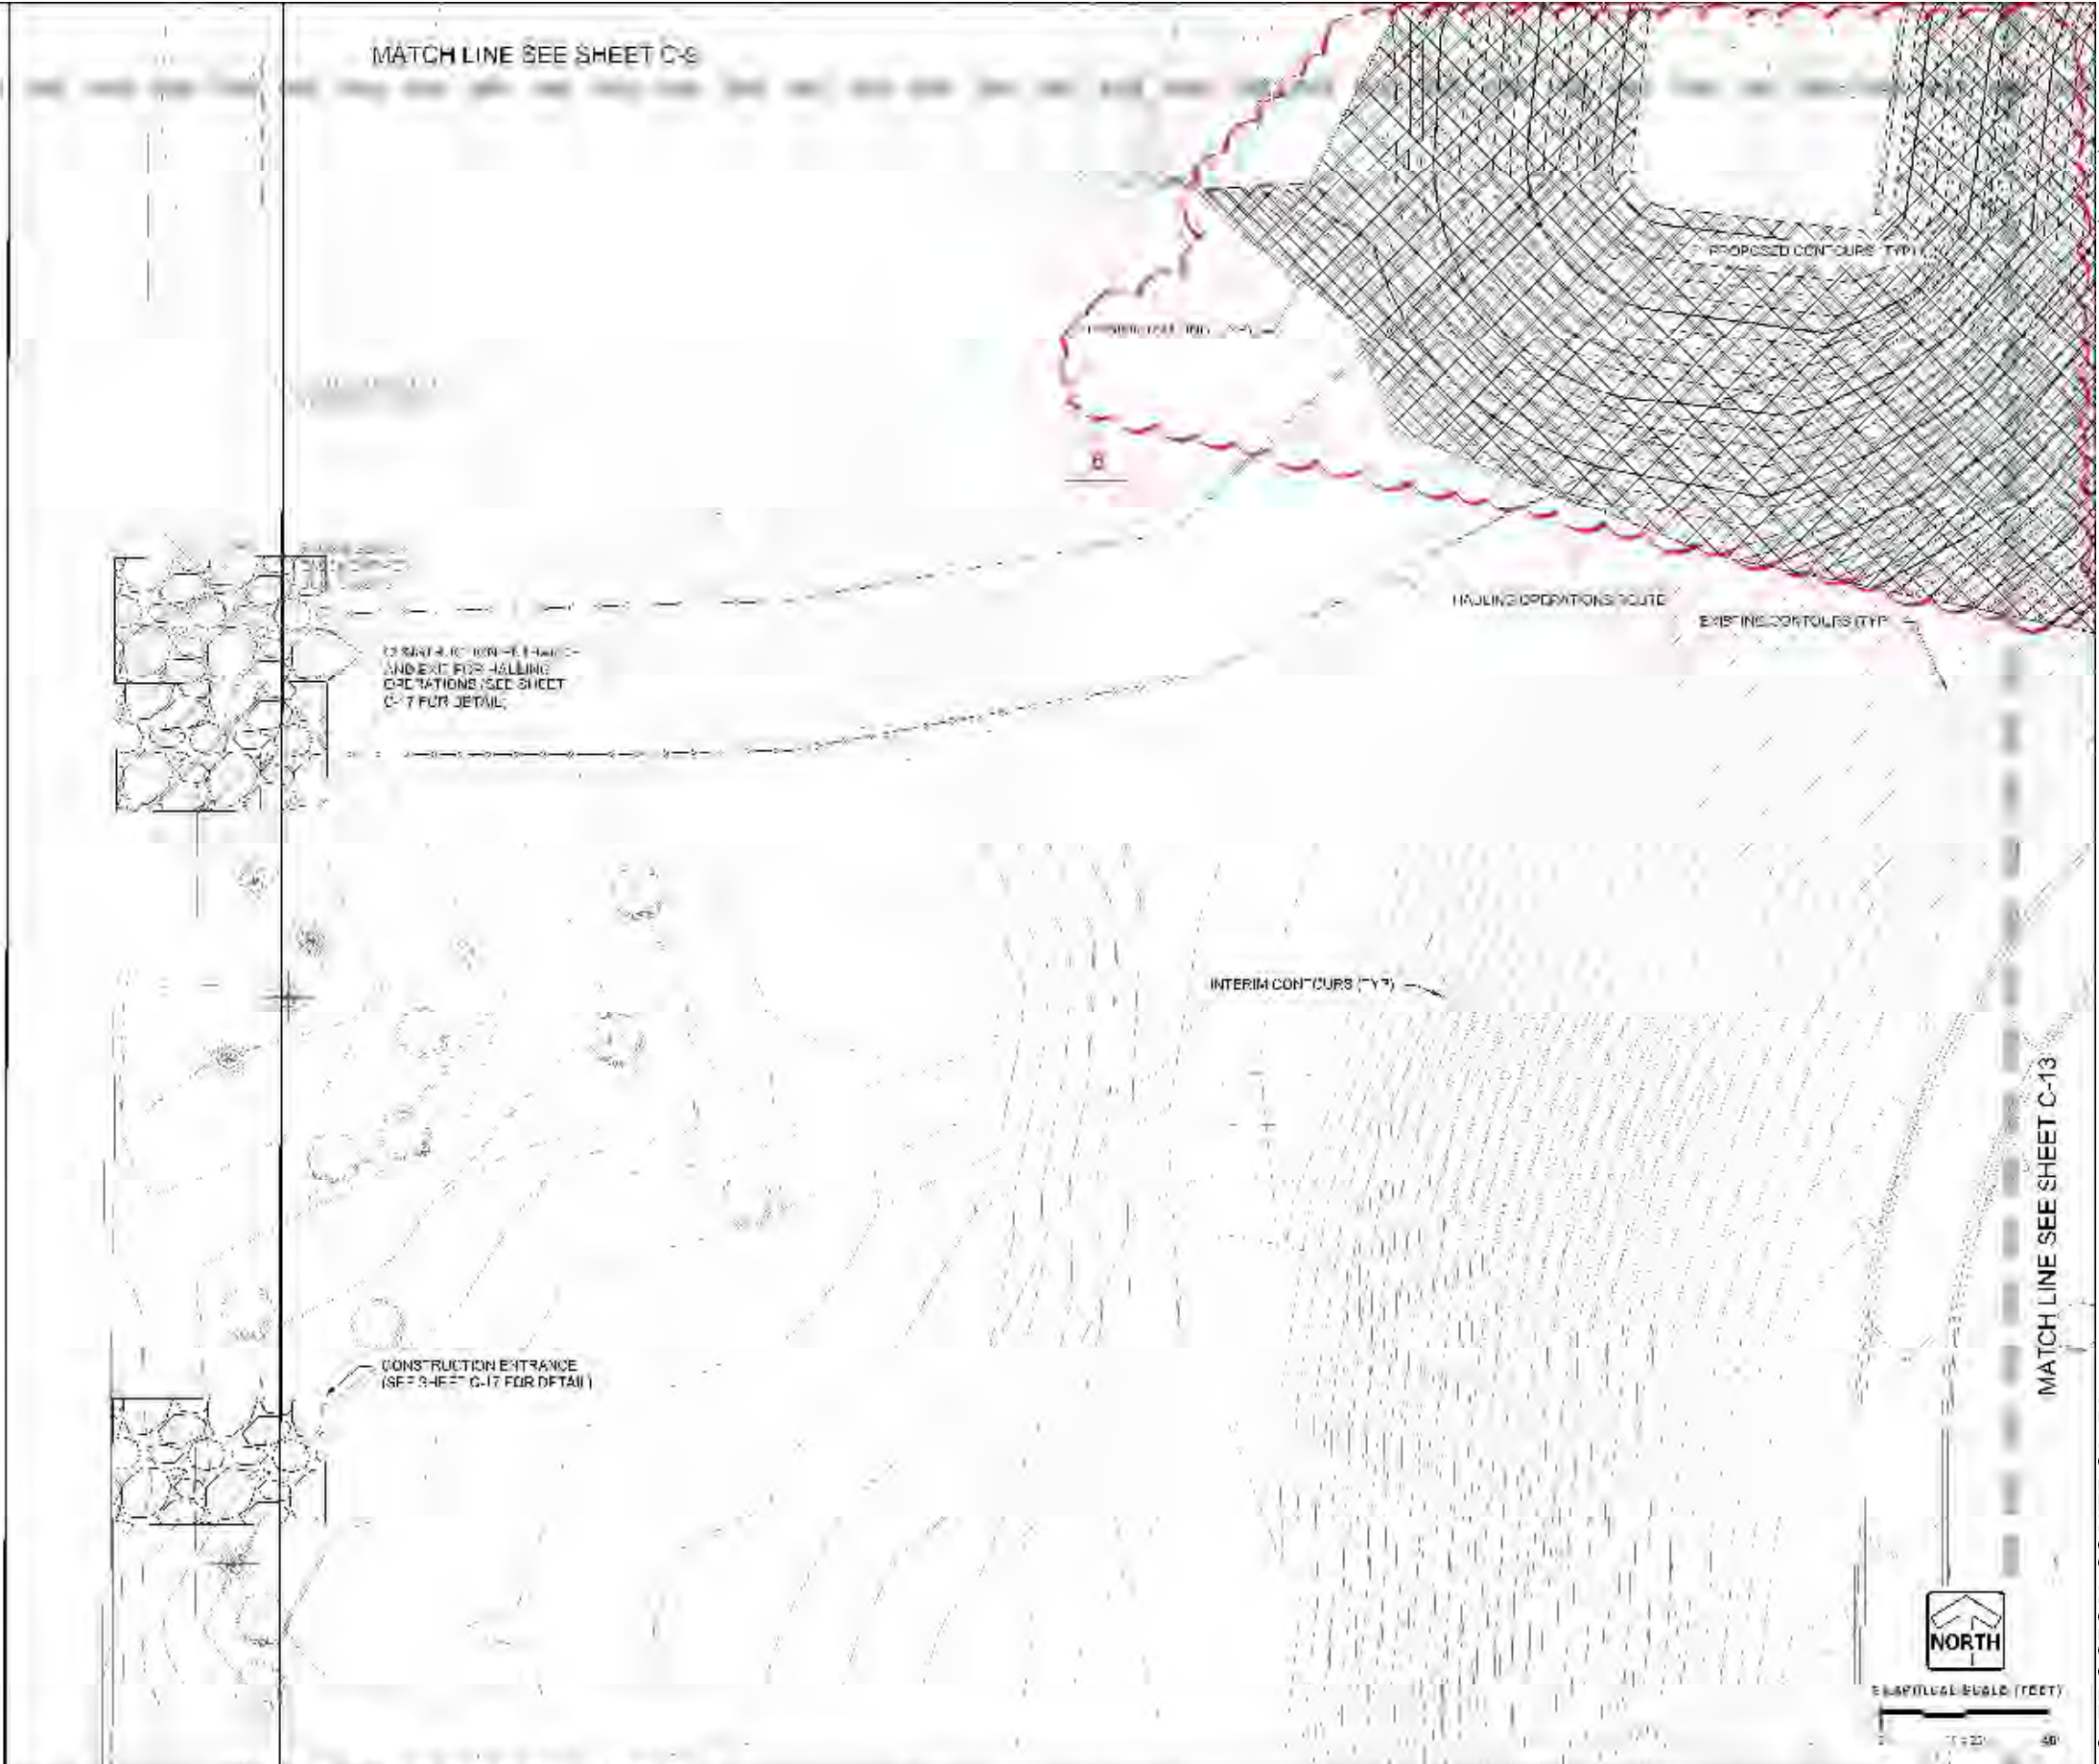 MATCH LINE SEE SHEET C-9
PROPOSED CONTOURS (TYP)
6
HAULING OPERATIONS ROUTE
EXISTING CONTOURS (TYP
CONSTRUCTION ENTRANCE
AND EXIT FOR HAULING
OPERATIONS (SEE SHEET
C-17 FOR DETAIL)
INTERIM CONTOURS (TYP)
MATCH LINE SEE SHEET C-13
CONSTRUCTION ENTRANCE
(SEE SHEET C-17 FOR DETAIL)
NORTH
GRAPHICAL SCALE (FEET)